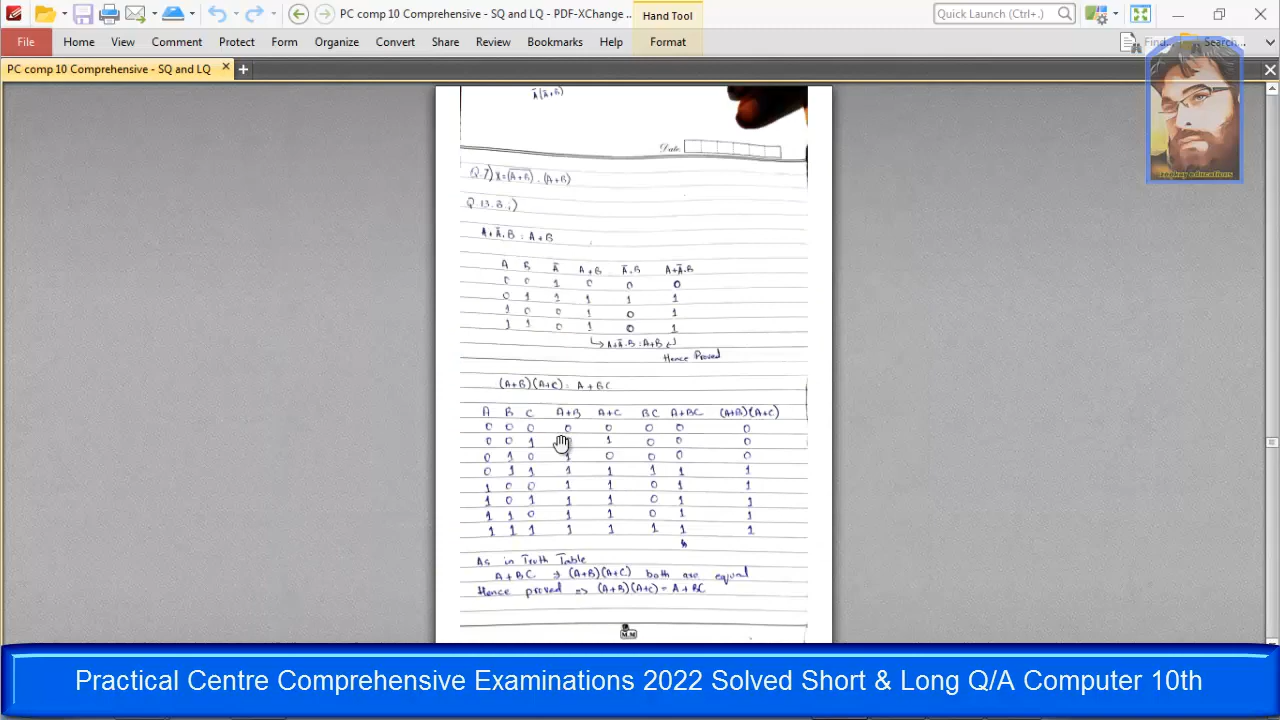 PC comp 10 Comprehensive - SQ and LQ PDF-XChange ...
Hand Tool
Quick Launch (Ctrl+.)
File Home View Comment Protect Form Organize Convert Share Review Bookmarks Help Format
Find... Search...
PC comp 10 Comprehensive - SQ and LQ
Ā(Ā+B)
Date:
Q.7) X = \overline{(A+B)} . (A+B)
Q.13.B.i)
A+Ā.B = A+B
A B Ā A+B Ā.B A+Ā.B
0 0 1 0 0 0
0 1 1 1 1 1
1 0 0 1 0 1
1 1 0 1 0 1
A+Ā.B = A+B
Hence Proved
(A+B)(A+C) = A+BC
A B C A+B A+C BC A+BC (A+B)(A+C)
0 0 0 0 0 0 0 0
0 0 1 1 0 0 0
0 1 0 1 0 0 0 0
0 1 1 1 1 1 1 1
1 0 0 1 1 0 1 1
1 0 1 1 1 0 1 1
1 1 0 1 1 0 1 1
1 1 1 1 1 1 1 1
As in Truth Table
A+BC ⇒ (A+B)(A+C) both are equal
Hence proved ⇒ (A+B)(A+C) = A+BC
M.M
Practical Centre Comprehensive Examinations 2022 Solved Short & Long Q/A Computer 10th